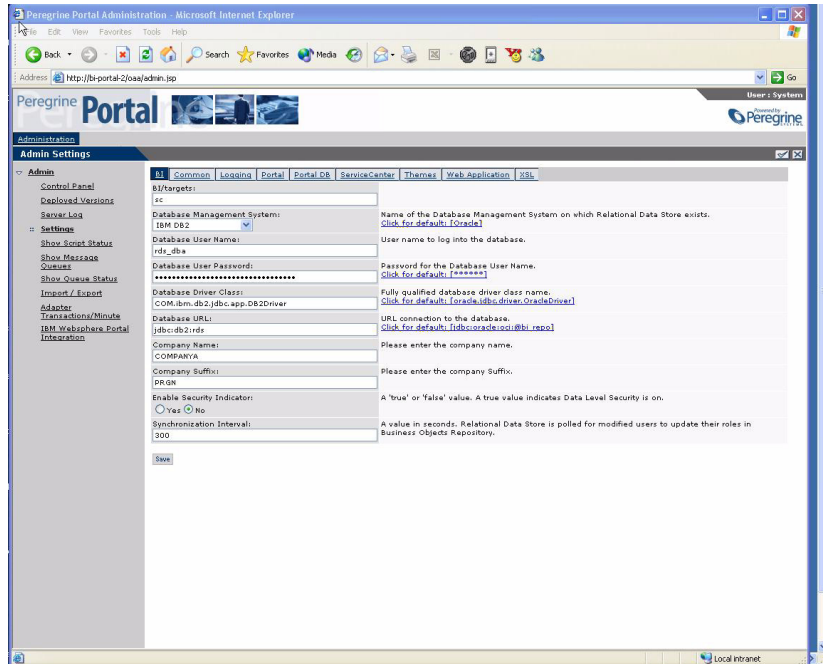 Peregrine Portal Administration - Microsoft Internet Explorer
File Edit View Favorites Tools Help
Back Search Favorites Media
Address http://bi-portal-2/oaa/admin.jsp Go
User : System
Peregrine Portal
Powered by Peregrine
SYSTEMS
Administration
Admin Settings
Admin
Control Panel
Deployed Versions
Server Log
Settings
Show Script Status
Show Message
Queues
Show Queue Status
Import / Export
Adapter
Transactions/Minute
IBM Websphere Portal
Integration
BI Common Logging Portal Portal DB ServiceCenter Themes Web Application XSL
BI/targets:
sc
Database Management System:
IBM DB2
Name of the Database Management System on which Relational Data Store exists.
Click for default: [Oracle]
Database User Name:
rds_dba
User name to log into the database.
Database User Password:
••••••••••••••••••••••••••••••••
Password for the Database User Name.
Click for default: [******]
Database Driver Class:
COM.ibm.db2.jdbc.app.DB2Driver
Fully qualified database driver class name.
Click for default: [oracle.jdbc.driver.OracleDriver]
Database URL:
jdbc:db2:rds
URL connection to the database.
Click for default: [jdbc:oracle:oci:@bi_repo]
Company Name:
COMPANYA
Please enter the company name.
Company Suffix:
PRGN
Please enter the company Suffix.
Enable Security Indicator:
Yes No
A 'true' or 'false' value. A true value indicates Data Level Security is on.
Synchronization Interval:
300
A value in seconds. Relational Data Store is polled for modified users to update their roles in
Business Objects Repository.
Save
Local intranet